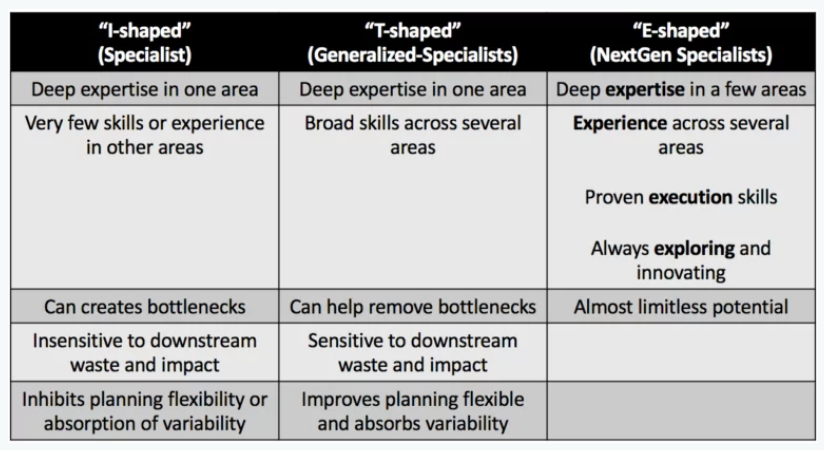 "I-shaped"
(Specialist)
"T-shaped"
(Generalized-Specialists)
"E-shaped"
(NextGen Specialists)
Deep expertise in one area
Deep expertise in one area
Deep expertise in a few areas
Very few skills or experience
in other areas
Broad skills across several
areas
Experience across several
areas
Proven execution skills
Always exploring and
innovating
Can creates bottlenecks
Can help remove bottlenecks
Almost limitless potential
Insensitive to downstream
waste and impact
Sensitive to downstream
waste and impact
Inhibits planning flexibility or
absorption of variability
Improves planning flexible
and absorbs variability